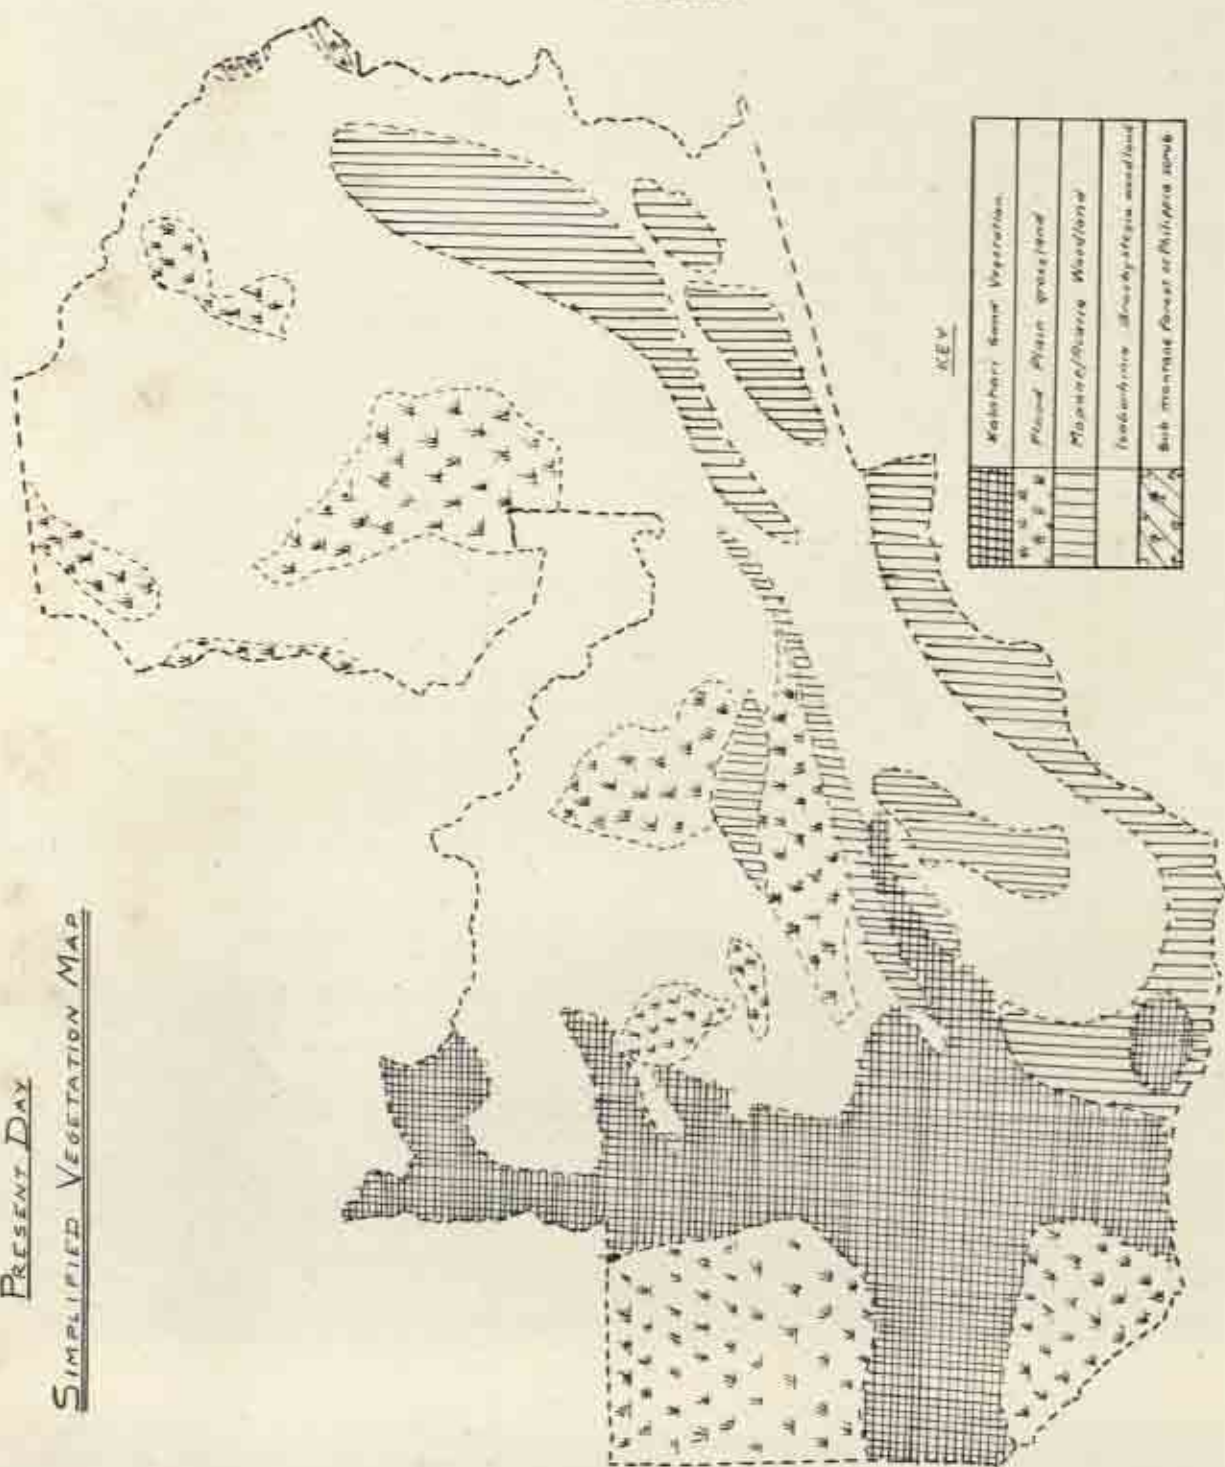 PRESENT DAY
SIMPLIFIED VEGETATION MAP
KEY
Kalahari Sand Vegetation
Flood Plain grassland
Mopane/Acacia Woodland
Isoberlinia Brachystegia woodland
Sub montane Forest or Philippia scrub